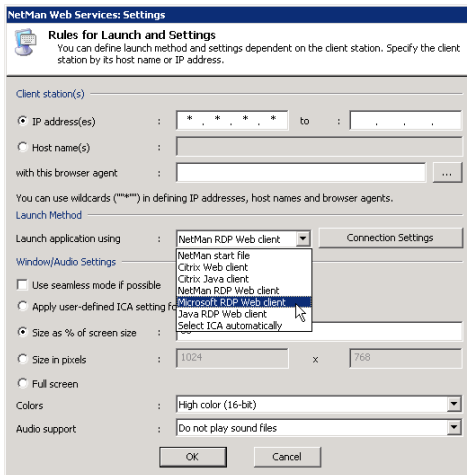 NetMan Web Services: Settings
Rules for Launch and
Settings
You can define launch method and settings dependent on the client station. Specify the client
station by its host name or IP address.
Client station(s)
IP address(es) : * . * . * . * to : . . .
Host name(s) :
with this browser agent : ...
You can use wildcards ("*") in defining IP addresses, host names and browser agents.
Launch Method
Launch application using : NetMan RDP Web client Connection Settings
NetMan start file
Window/Audio Settings
Citrix Web client
Citrix Java client
Use seamless mode if possible
NetMan RDP Web client
Apply user-defined ICA setting fo
Microsoft RDP Web client
Java RDP Web client
Select ICA automatically
Size as % of screen size :
Size in pixels : 1024 x 768
Full screen
Colors : High color (16-bit)
Audio support : Do not play sound files
OK Cancel